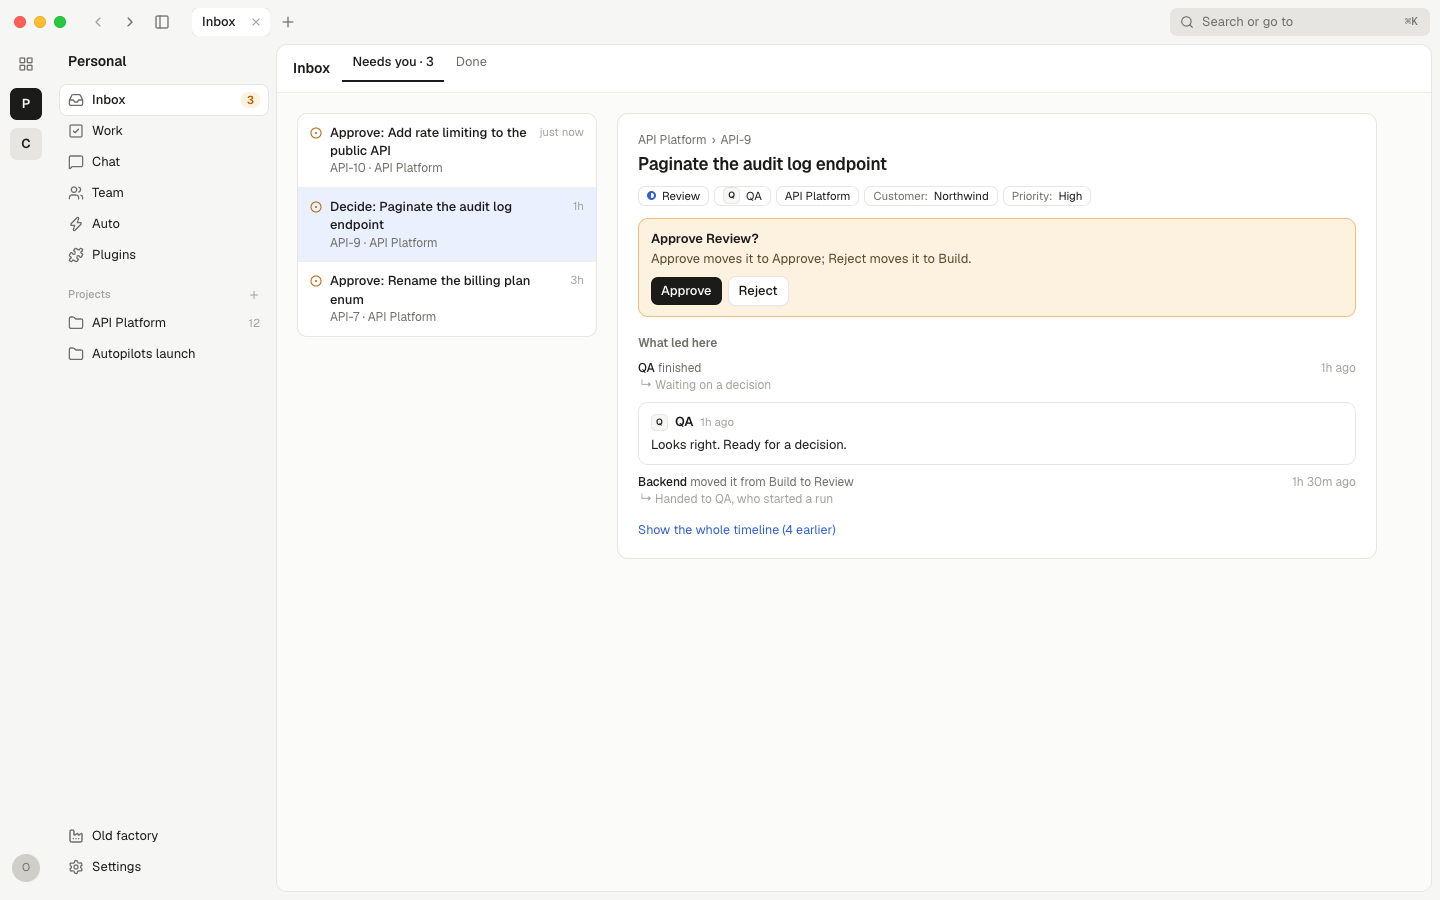 Inbox
Search or go to
⌘K
Personal
P
C
Inbox
3
Work
Chat
Team
Auto
Plugins
Projects
API Platform
12
Autopilots launch
Old factory
Settings
O
Inbox
Needs you · 3
Done
Approve: Add rate limiting to the
public API
just now
API-10 · API Platform
Decide: Paginate the audit log
endpoint
1h
API-9 · API Platform
Approve: Rename the billing plan
enum
3h
API-7 · API Platform
API Platform › API-9
Paginate the audit log endpoint
Review
Q QA
API Platform
Customer: Northwind
Priority: High
Approve Review?
Approve moves it to Approve; Reject moves it to Build.
Approve
Reject
What led here
QA finished
1h ago
Waiting on a decision
Q QA 1h ago
Looks right. Ready for a decision.
Backend moved it from Build to Review
1h 30m ago
Handed to QA, who started a run
Show the whole timeline (4 earlier)